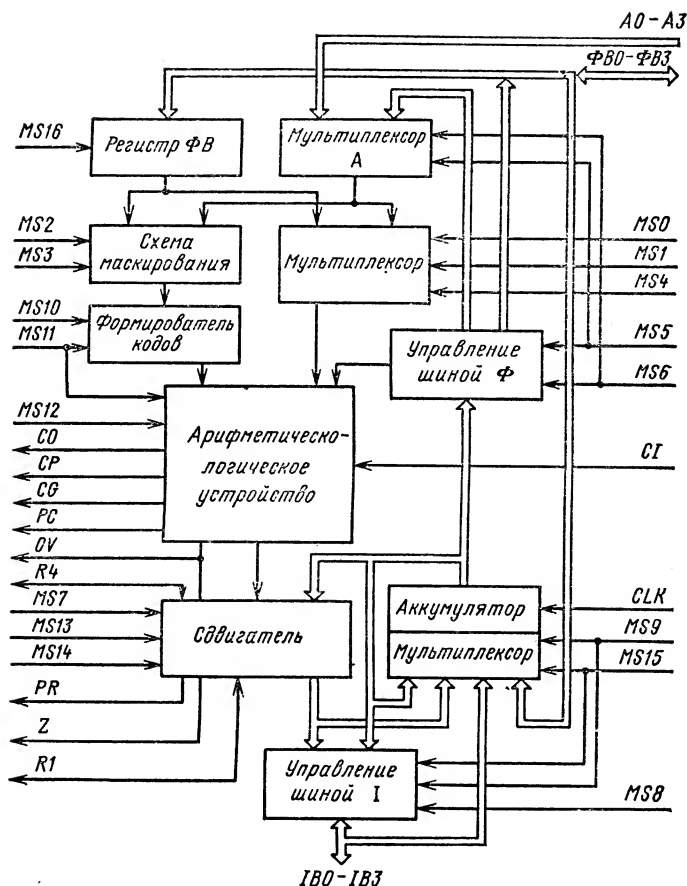 A0-A3
ФВ0-ФВ3
MS16
Регистр ФВ
Мультиплексор
А
MS2
MS3
Схема
маскирования
Мультиплексор
MS0
MS1
MS4
MS10
MS11
Формирователь
кодов
Управление
шиной Ф
MS5
MS6
MS12
CO
CP
CG
PC
OV
Арифметическо-
логическое
устройство
CI
R4
MS7
MS13
MS14
PR
Z
R1
Сдвигатель
Аккумулятор
Мультиплексор
CLK
MS9
MS15
Управление
шиной I
MS8
IB0-IB3